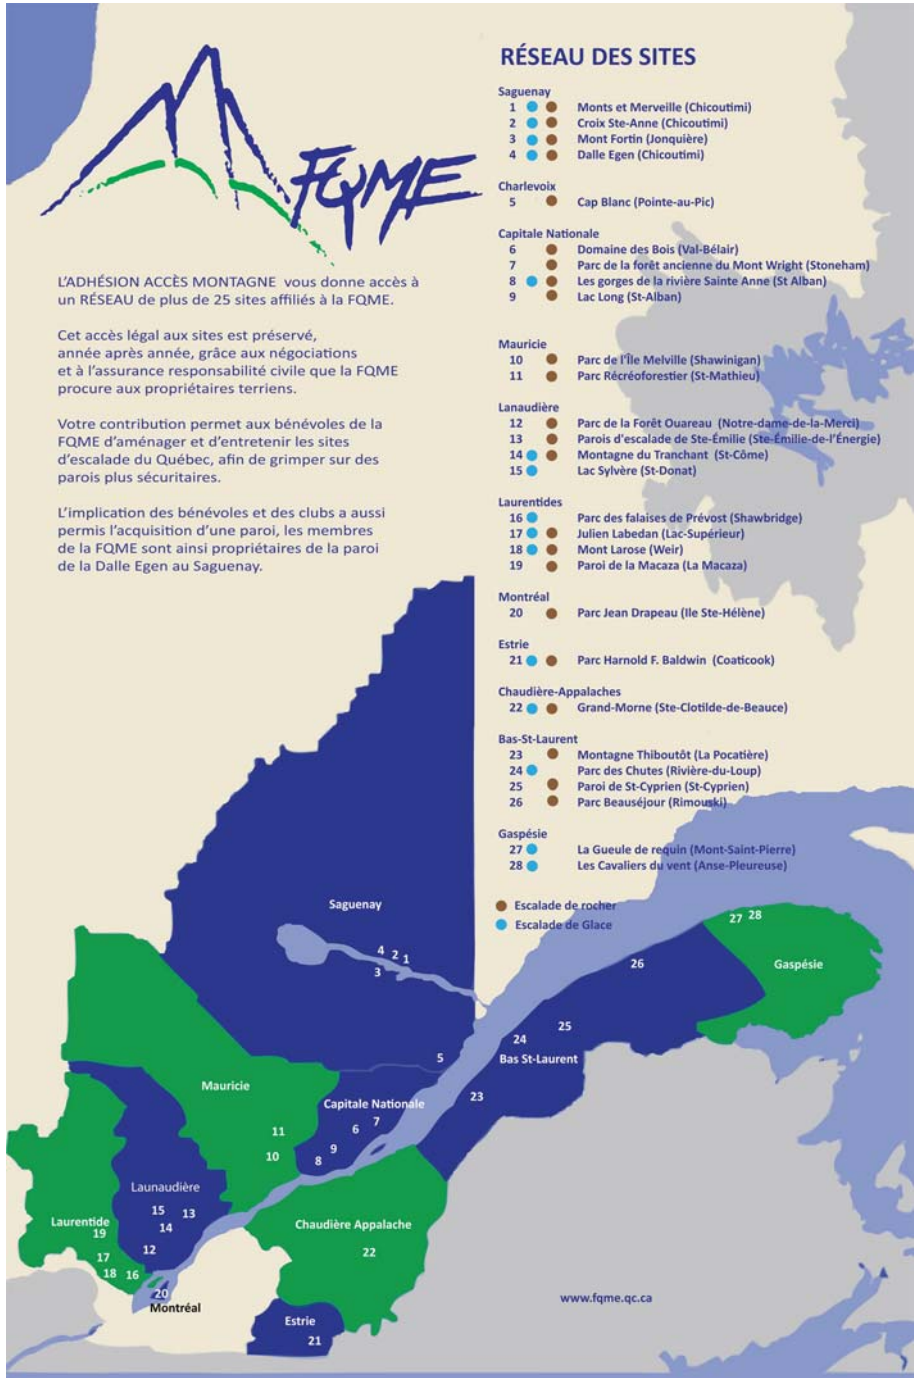 FQME
L'ADHÉSION ACCÈS MONTAGNE vous donne accès à
un RÉSEAU de plus de 25 sites affiliés à la FQME.
Cet accès légal aux sites est préservé,
année après année, grâce aux négociations
et à l'assurance responsabilité civile que la FQME
procure aux propriétaires terriens.
Votre contribution permet aux bénévoles de la
FQME d'aménager et d'entretenir les sites
d'escalade du Québec, afin de grimper sur des
parois plus sécuritaires.
L'implication des bénévoles et des clubs a aussi
permis l'acquisition d'une paroi, les membres
de la FQME sont ainsi propriétaires de la paroi
de la Dalle Egen au Saguenay.
RÉSEAU DES SITES
Saguenay
1 Monts et Merveille (Chicoutimi)
2 Croix Ste-Anne (Chicoutimi)
3 Mont Fortin (Jonquière)
4 Dalle Egen (Chicoutimi)
Charlevoix
5 Cap Blanc (Pointe-au-Pic)
Capitale Nationale
6 Domaine des Bois (Val-Bélair)
7 Parc de la forêt ancienne du Mont Wright (Stoneham)
8 Les gorges de la rivière Sainte Anne (St Alban)
9 Lac Long (St-Alban)
Mauricie
10 Parc de l'Île Melville (Shawinigan)
11 Parc Récréoforestier (St-Mathieu)
Lanaudière
12 Parc de la Forêt Ouareau (Notre-dame-de-la-Merci)
13 Parois d'escalade de Ste-Émilie (Ste-Émilie-de-l'Énergie)
14 Montagne du Tranchant (St-Côme)
15 Lac Sylvère (St-Donat)
Laurentides
16 Parc des falaises de Prévost (Shawbridge)
17 Julien Labedan (Lac-Supérieur)
18 Mont Larose (Weir)
19 Paroi de la Macaza (La Macaza)
Montréal
20 Parc Jean Drapeau (Ile Ste-Hélène)
Estrie
21 Parc Harnold F. Baldwin (Coaticook)
Chaudière-Appalaches
22 Grand-Morne (Ste-Clotilde-de-Beauce)
Bas-St-Laurent
23 Montagne Thiboutôt (La Pocatière)
24 Parc des Chutes (Rivière-du-Loup)
25 Paroi de St-Cyprien (St-Cyprien)
26 Parc Beauséjour (Rimouski)
Gaspésie
27 La Gueule de requin (Mont-Saint-Pierre)
28 Les Cavaliers du vent (Anse-Pleureuse)
Escalade de rocher
Escalade de Glace
Saguenay
4 2 1
3
5
27 28
Gaspésie
26
25
24
Bas St-Laurent
23
Mauricie
11
10
Capitale Nationale
7
6
9
8
Launaudière
15 13
14
12
Laurentide
19
17
18 16
20
Montréal
Chaudière Appalache
22
Estrie
21
www.fqme.qc.ca